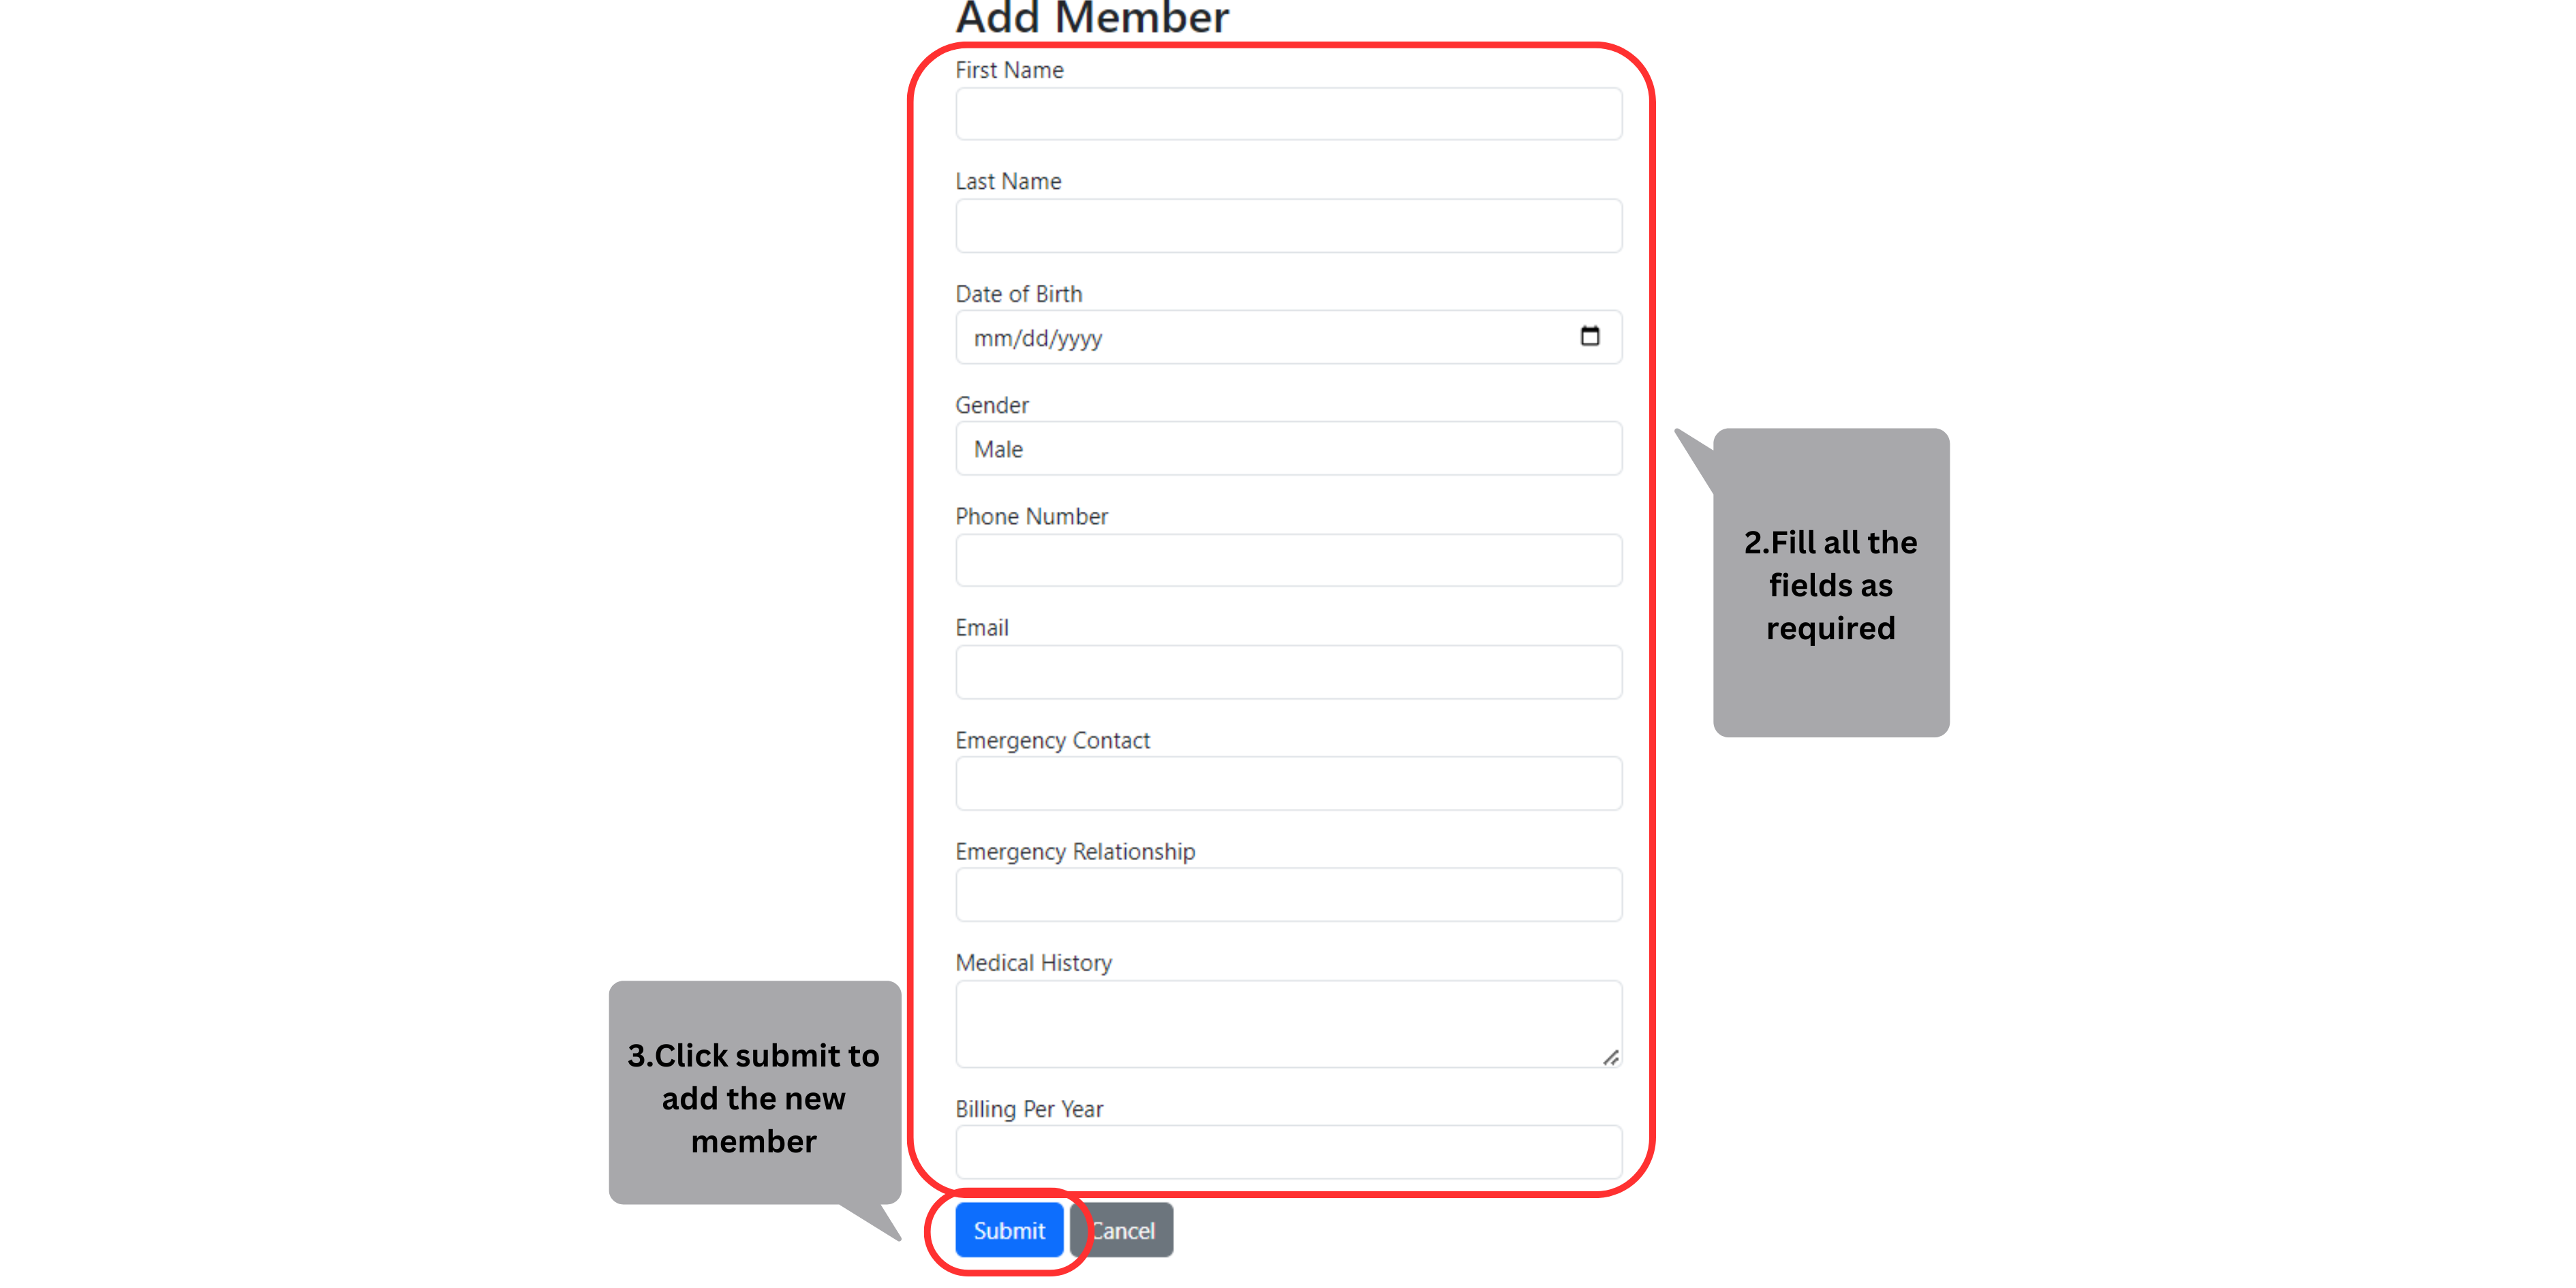 Add Member
First Name
Last Name
Date of Birth
mm/dd/yyyy
Gender
Male
Phone Number
Email
Emergency Contact
Emergency Relationship
Medical History
Billing Per Year
Submit
Cancel
2.Fill all the
fields as
required
3.Click submit to
add the new
member